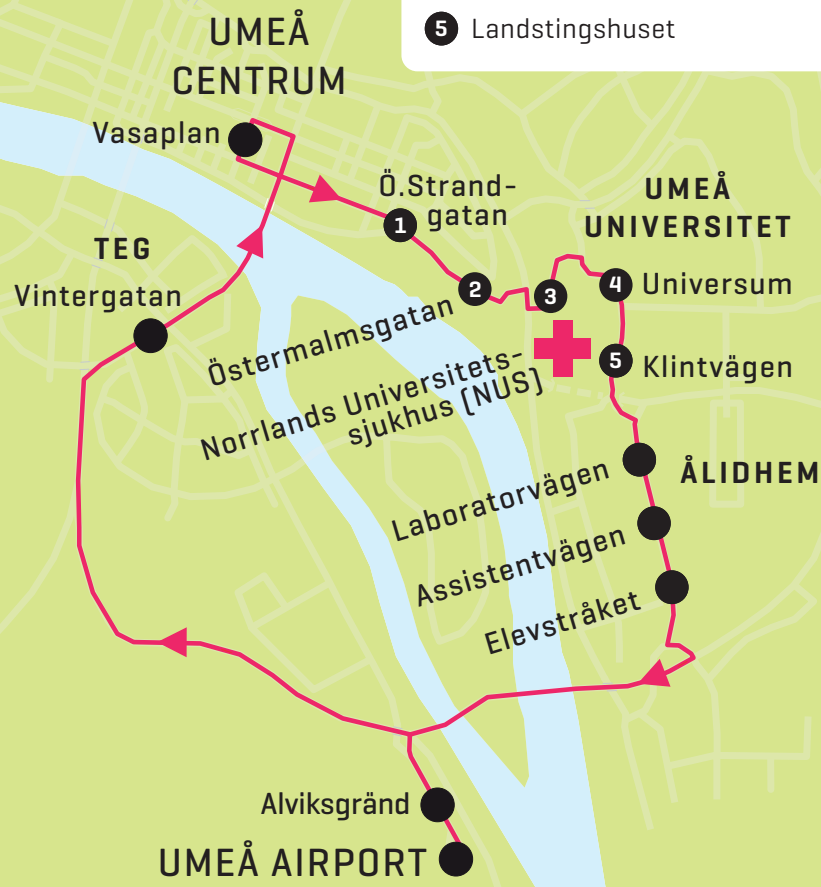 5 Landstingshuset
UMEÅ
CENTRUM
Vasaplan
Ö.Strand-
gatan
1
UMEÅ
UNIVERSITET
TEG
Vintergatan
2
3
4 Universum
Östermalmsgatan
Norrlands Universitets-
sjukhus (NUS)
5 Klintvägen
Laboratorvägen
ÅLIDHEM
Assistentvägen
Elevstråket
Alviksgränd
UMEÅ AIRPORT